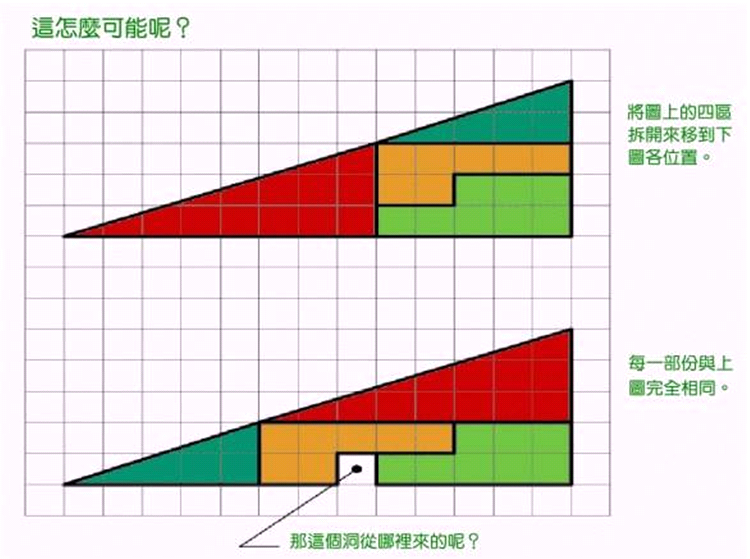 這怎麼可能呢？
將圖上的四區
拆開來移到下
圖各位置。
每一部份與上
圖完全相同。
那這個洞從哪裡來的呢？